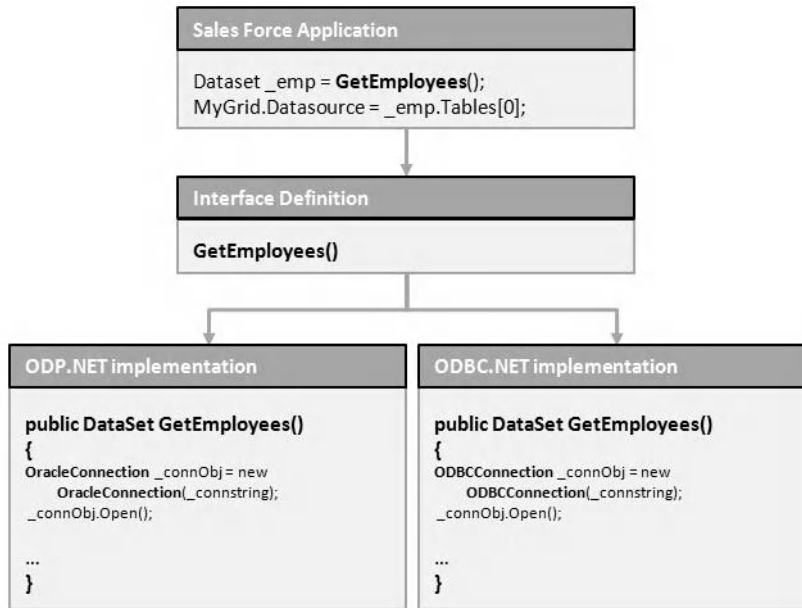 Sales Force Application
Dataset _emp = GetEmployees();
MyGrid.Datasource = _emp.Tables[0];
Interface Definition
GetEmployees()
ODP.NET implementation
public DataSet GetEmployees()
{
OracleConnection _connObj = new
OracleConnection(_connstring);
_connObj.Open();
...
}
ODBC.NET implementation
public DataSet GetEmployees()
{
ODBCConnection _connObj = new
ODBCConnection(_connstring);
_connObj.Open();
...
}